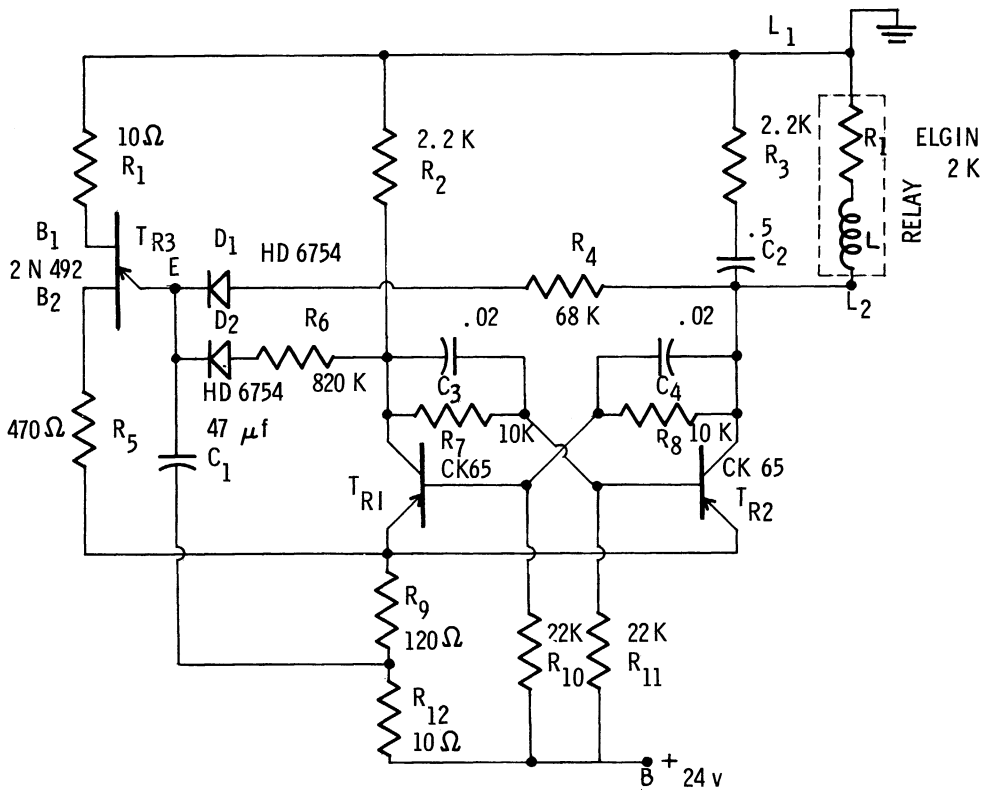 L1
10Ω
R1
2.2 K
R2
2.2K
R3
R1
ELGIN
2 K
RELAY
L
B1
TR3
2 N 492
E
B2
D1
HD 6754
R4
68 K
.5
C2
L2
D2
R6
HD 6754
820 K
.02
C3
.02
C4
470Ω
R5
47 μf
C1
R7
10K
R8
10 K
CK65
TR1
CK 65
TR2
R9
120Ω
22K
R10
22K
R11
R12
10Ω
B
+
24 v